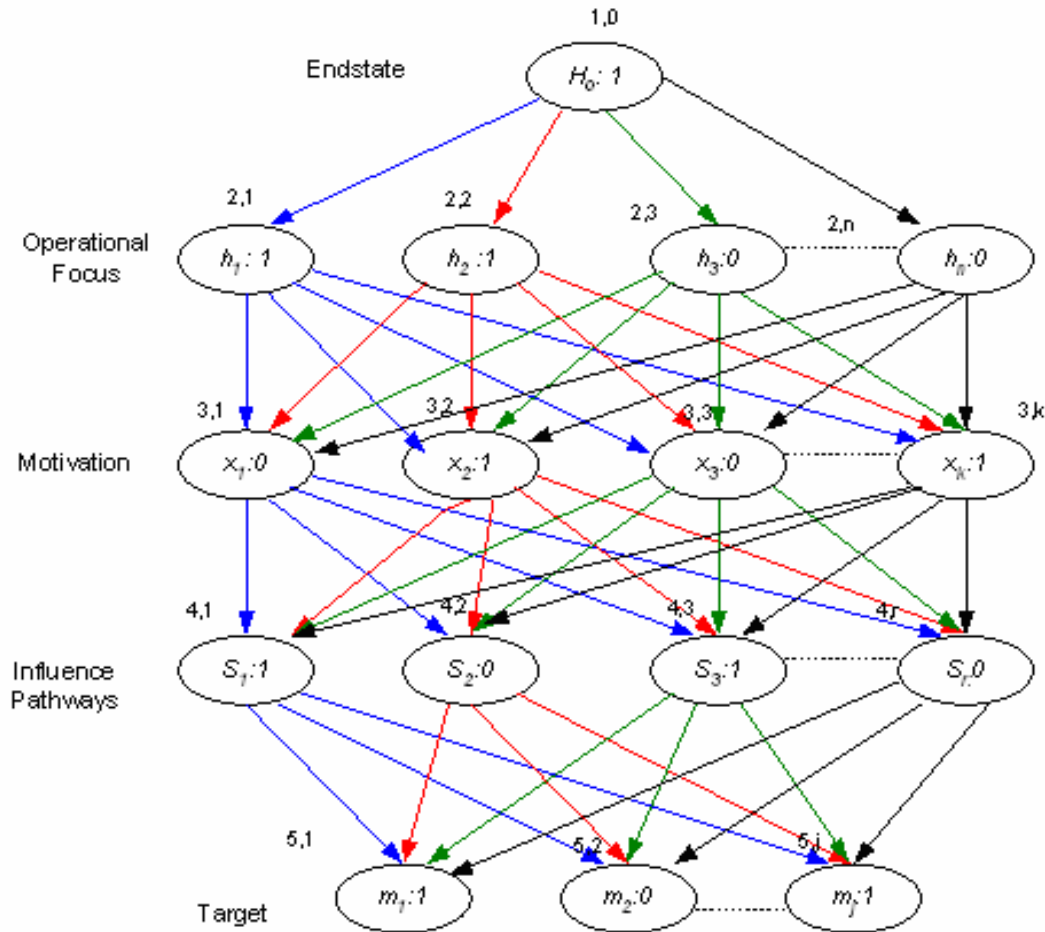 1,0
Endstate
H₀: 1
2,1
2,2
2,3
2,n
Operational
Focus
h₁: 1
h₂:1
h₃:0
hₙ:0
3,1
3,2
3,3
3,k
Motivation
x₁:0
x₂:1
x₃:0
xₖ:1
4,1
4,2
4,3
4,r
Influence
Pathways
S₁:1
S₂:0
S₃:1
Sᵣ:0
5,1
5,2
5,j
Target
m₁:1
m₂:0
mⱼ:1